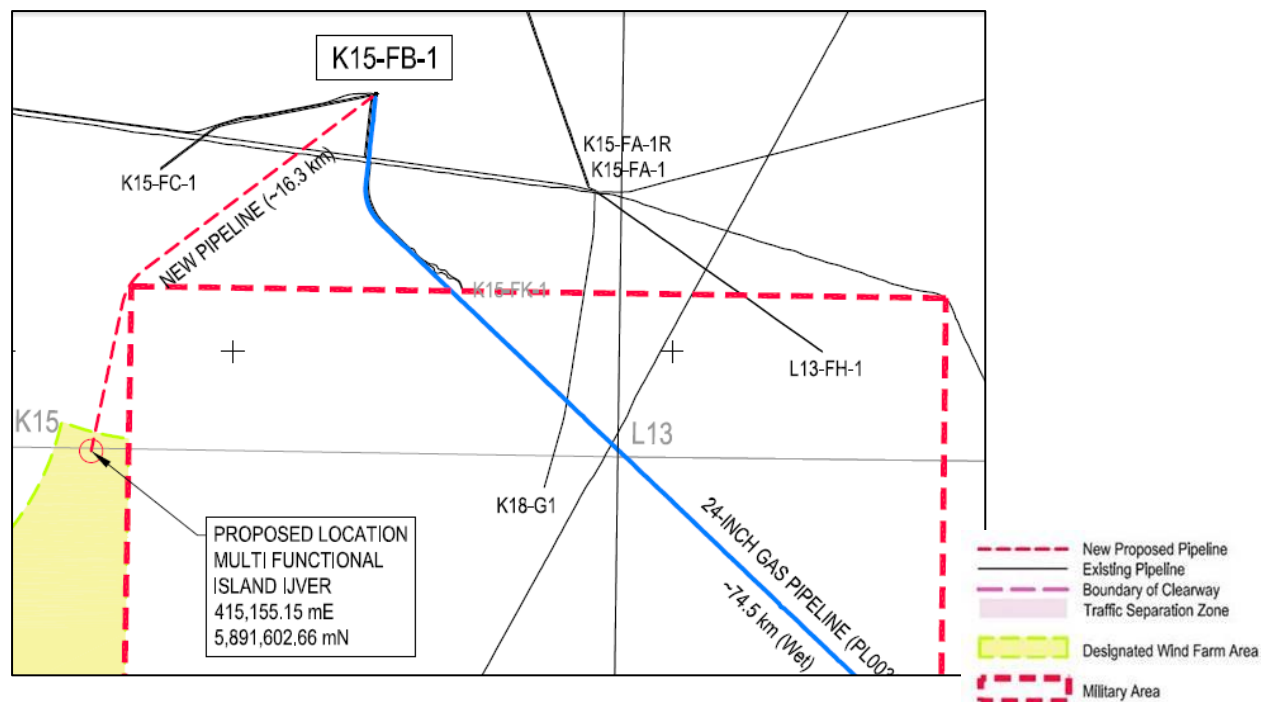 K15-FB-1
K15-FA-1R
K15-FA-1
K15-FC-1
NEW PIPELINE (~16.3 km)
K15-FK-1
L13-FH-1
K15
L13
K18-G1
PROPOSED LOCATION
MULTI FUNCTIONAL
ISLAND IJVER
415,155.15 mE
5,891,602.66 mN
24-INCH GAS PIPELINE (PL003
~74.5 km (Wet)
New Proposed Pipeline
Existing Pipeline
Boundary of Clearway
Traffic Separation Zone
Designated Wind Farm Area
Military Area